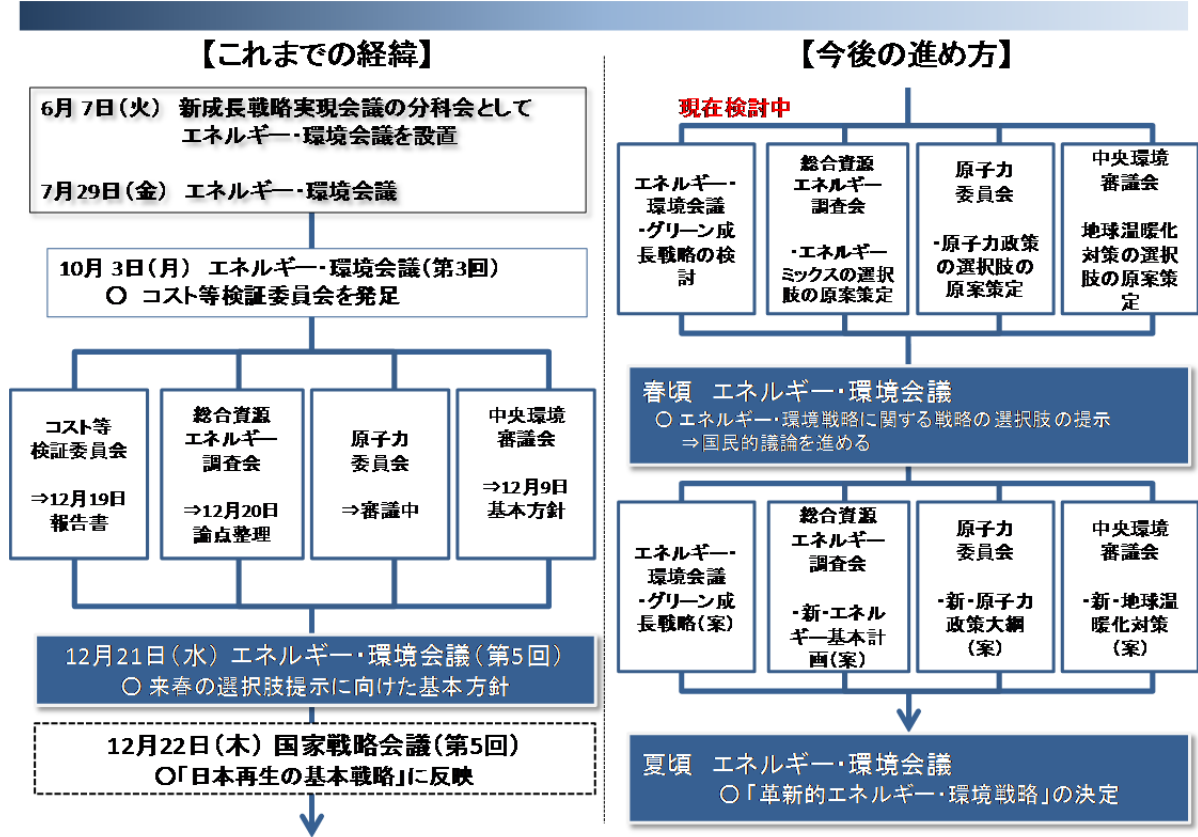 【これまでの経緯】
6月 7日(火) 新成長戦略実現会議の分科会として
エネルギー・環境会議を設置
7月29日(金) エネルギー・環境会議
10月 3日(月) エネルギー・環境会議(第3回)
○ コスト等検証委員会を発足
コスト等
検証委員会
⇒12月19日
報告書
総合資源
エネルギー
調査会
⇒12月20日
論点整理
原子力
委員会
⇒審議中
中央環境
審議会
⇒12月9日
基本方針
12月21日(水) エネルギー・環境会議(第5回)
○ 来春の選択肢提示に向けた基本方針
12月22日(木) 国家戦略会議(第5回)
○「日本再生の基本戦略」に反映
【今後の進め方】
現在検討中
エネルギー・
環境会議
・グリーン成
長戦略の検
討
総合資源
エネルギー
調査会
・エネルギー
ミックスの選択
肢の原案策定
原子力
委員会
・原子力政策
の選択肢の
原案策定
中央環境
審議会
地球温暖化
対策の選択
肢の原案策
定
春頃 エネルギー・環境会議
○ エネルギー・環境戦略に関する戦略の選択肢の提示
⇒国民的議論を進める
エネルギー・
環境会議
・グリーン成
長戦略(案)
総合資源
エネルギー
調査会
・新・エネル
ギー基本計
画(案)
原子力
委員会
・新・原子力
政策大綱
(案)
中央環境
審議会
・新・地球温
暖化対策
(案)
夏頃 エネルギー・環境会議
○「革新的エネルギー・環境戦略」の決定